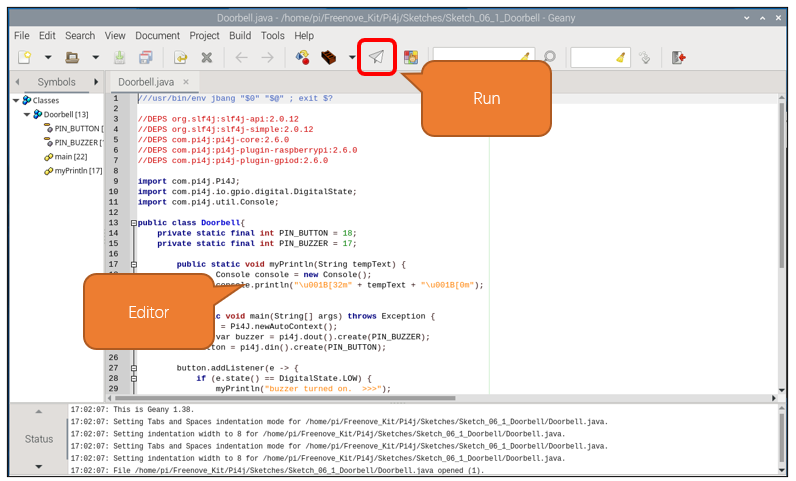 Doorbell.java - /home/pi/Freenove_Kit/Pi4j/Sketches/Sketch_06_1_Doorbell - Geany
File Edit Search View Document Project Build Tools Help
Symbols
Doorbell.java
Run
Classes
Doorbell [13]
PIN_BUTTON [
PIN_BUZZER [
main [22]
myPrintln [17]
1 ///usr/bin/env jbang "$0" "$@" ; exit $?
2
3 //DEPS org.slf4j:slf4j-api:2.0.12
4 //DEPS org.slf4j:slf4j-simple:2.0.12
5 //DEPS com.pi4j:pi4j-core:2.6.0
6 //DEPS com.pi4j:pi4j-plugin-raspberrypi:2.6.0
7 //DEPS com.pi4j:pi4j-plugin-gpiod:2.6.0
8
9 import com.pi4j.Pi4J;
10 import com.pi4j.io.gpio.digital.DigitalState;
11 import com.pi4j.util.Console;
12
13 public class Doorbell{
14 private static final int PIN_BUTTON = 18;
15 private static final int PIN_BUZZER = 17;
16
17 public static void myPrintln(String tempText) {
Console console = new Console();
console.println("\u001B[32m" + tempText + "\u001B[0m");
Editor
void main(String[] args) throws Exception {
= Pi4J.newAutoContext();
var buzzer = pi4j.dout().create(PIN_BUZZER);
= pi4j.din().create(PIN_BUTTON);
26
27 button.addListener(e -> {
28 if (e.state() == DigitalState.LOW) {
29 myPrintln("buzzer turned on. >>>");
Status
17:02:07: This is Geany 1.38.
17:02:07: Setting Tabs and Spaces indentation mode for /home/pi/Freenove_Kit/Pi4j/Sketches/Sketch_06_1_Doorbell/Doorbell.java.
17:02:07: Setting indentation width to 8 for /home/pi/Freenove_Kit/Pi4j/Sketches/Sketch_06_1_Doorbell/Doorbell.java.
17:02:07: Setting Tabs and Spaces indentation mode for /home/pi/Freenove_Kit/Pi4j/Sketches/Sketch_06_1_Doorbell/Doorbell.java.
17:02:07: Setting indentation width to 8 for /home/pi/Freenove_Kit/Pi4j/Sketches/Sketch_06_1_Doorbell/Doorbell.java.
17:02:07: File /home/pi/Freenove_Kit/Pi4j/Sketches/Sketch_06_1_Doorbell/Doorbell.java opened (1).